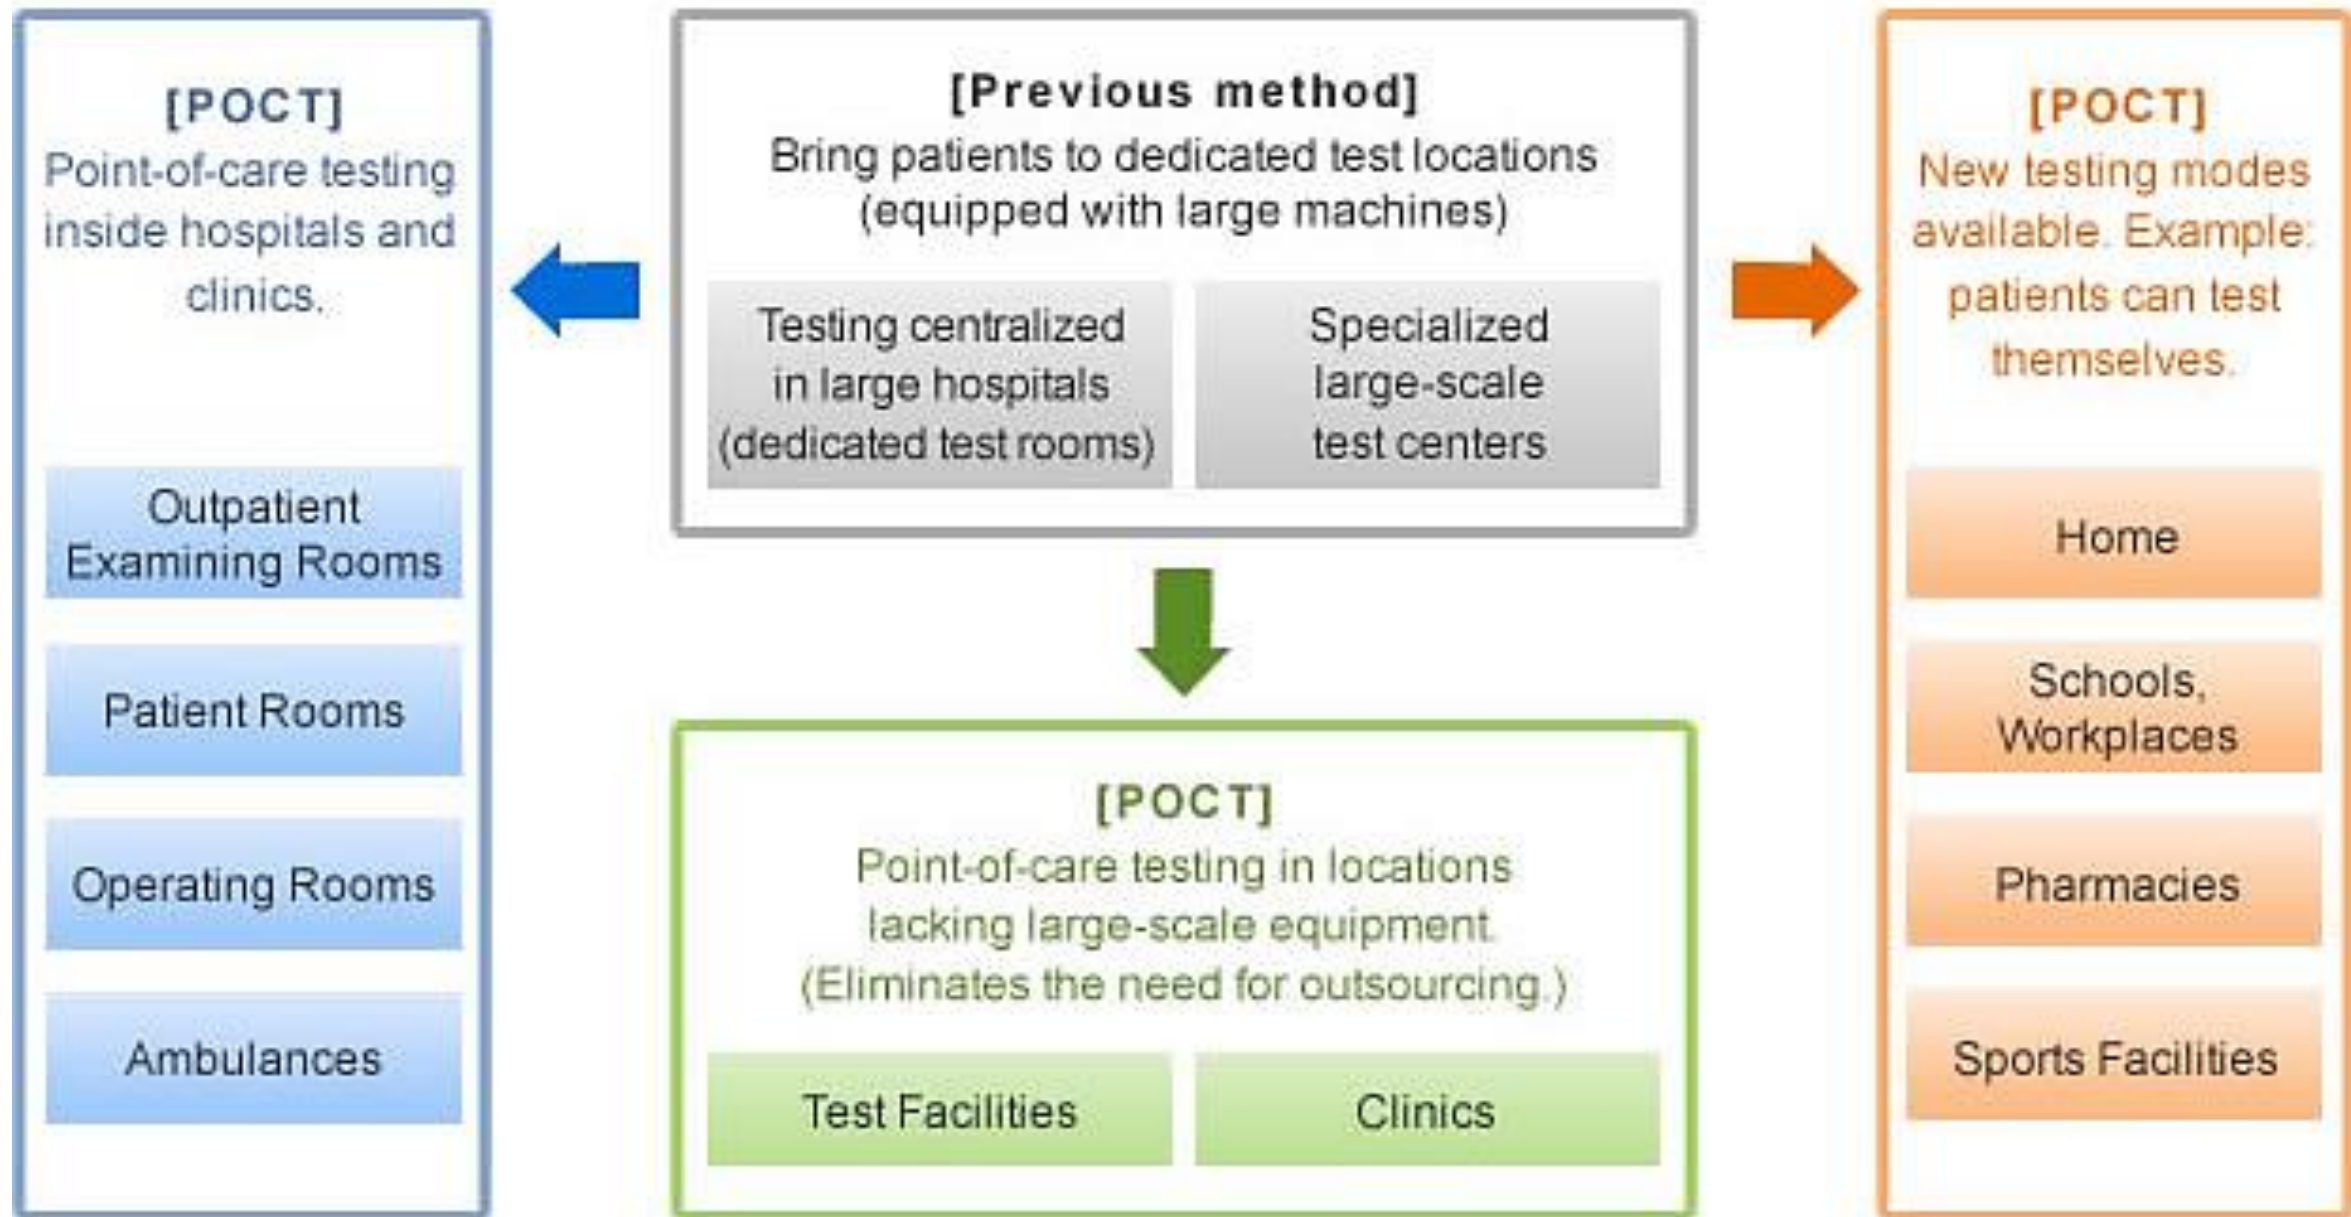 [POCT]
Point-of-care testing
inside hospitals and
clinics.
Outpatient
Examining Rooms
Patient Rooms
Operating Rooms
Ambulances
[Previous method]
Bring patients to dedicated test locations
(equipped with large machines)
Testing centralized
in large hospitals
(dedicated test rooms)
Specialized
large-scale
test centers
[POCT]
Point-of-care testing in locations
lacking large-scale equipment.
(Eliminates the need for outsourcing.)
Test Facilities
Clinics
[POCT]
New testing modes
available. Example:
patients can test
themselves.
Home
Schools,
Workplaces
Pharmacies
Sports Facilities